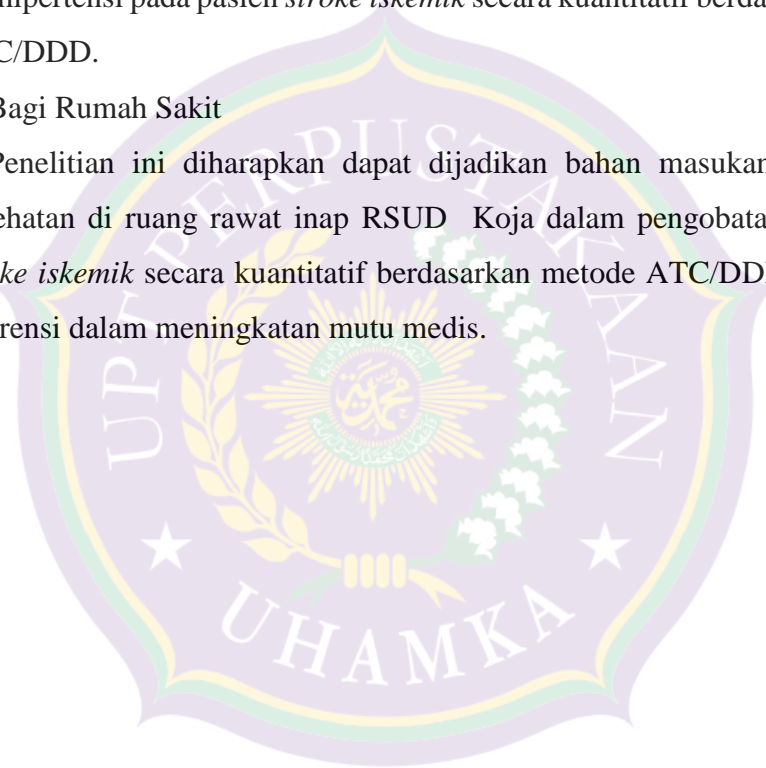 hipertensi pada pasien stroke iskemik secara kuantitatif berda
C/DDD.
Bagi Rumah Sakit
Penelitian ini diharapkan dapat dijadikan bahan masukan
ehatan di ruang rawat inap RSUD Koja dalam pengobata
ke iskemik secara kuantitatif berdasarkan metode ATC/DD
rensi dalam meningkatan mutu medis.
UPT PERPUSTAKAAN
UHAMKA